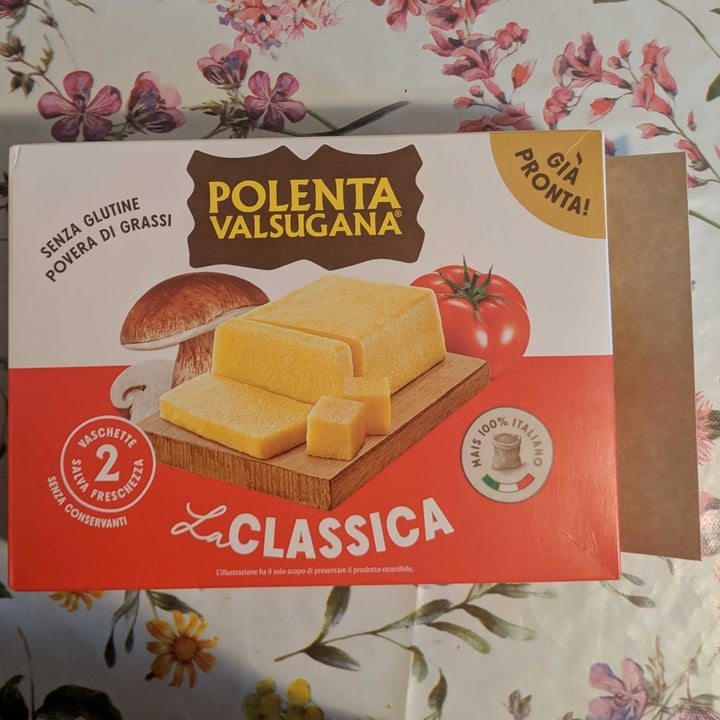 SENZA GLUTINE
POVERA DI GRASSI
POLENTA
VALSUGANA®
GIÀ
PRONTA!
VASCHETTE
2
SALVA FRESCHEZZA
SENZA CONSERVANTI
MAIS 100% ITALIANO
La CLASSICA
L'illustrazione ha il solo scopo di presentare il prodotto ottenibile.